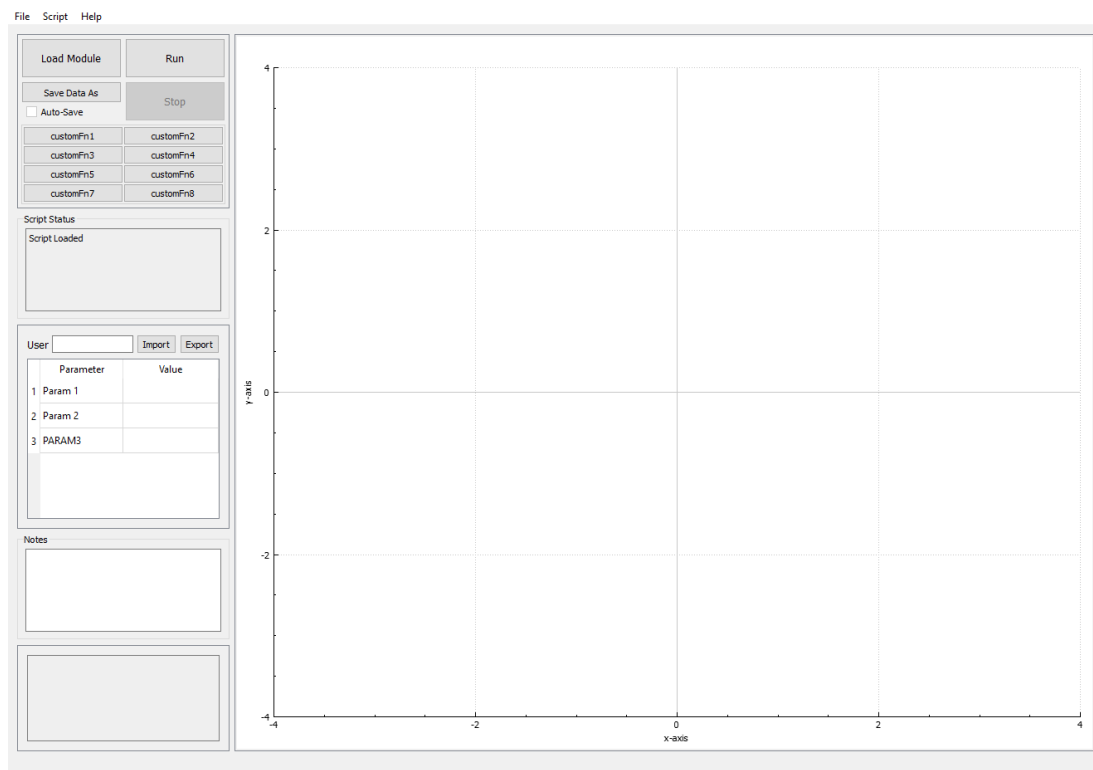 File Script Help
Load Module Run
Save Data As
Stop
Auto-Save
customFn1 customFn2
customFn3 customFn4
customFn5 customFn6
customFn7 customFn8
Script Status
Script Loaded
User Import Export
Parameter Value
1 Param 1
2 Param 2
3 PARAM3
Notes
4
2
0
-2
-4
y-axis
-4 -2 0 2 4
x-axis